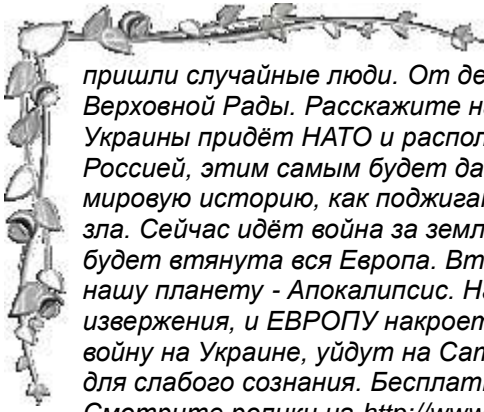 пришли случайные люди. От де
Верховной Рады. Расскажите н
Украины придёт НАТО и распол
Россией, этим самым будет да
мировую историю, как поджига
зла. Сейчас идёт война за земл
будет втянута вся Европа. Вт
нашу планету - Апокалипсис. Н
извержения, и ЕВРОПУ накроет
войну на Украине, уйдут на Сат
для слабого сознания. Бесплат
Смотрите ролики на http://www